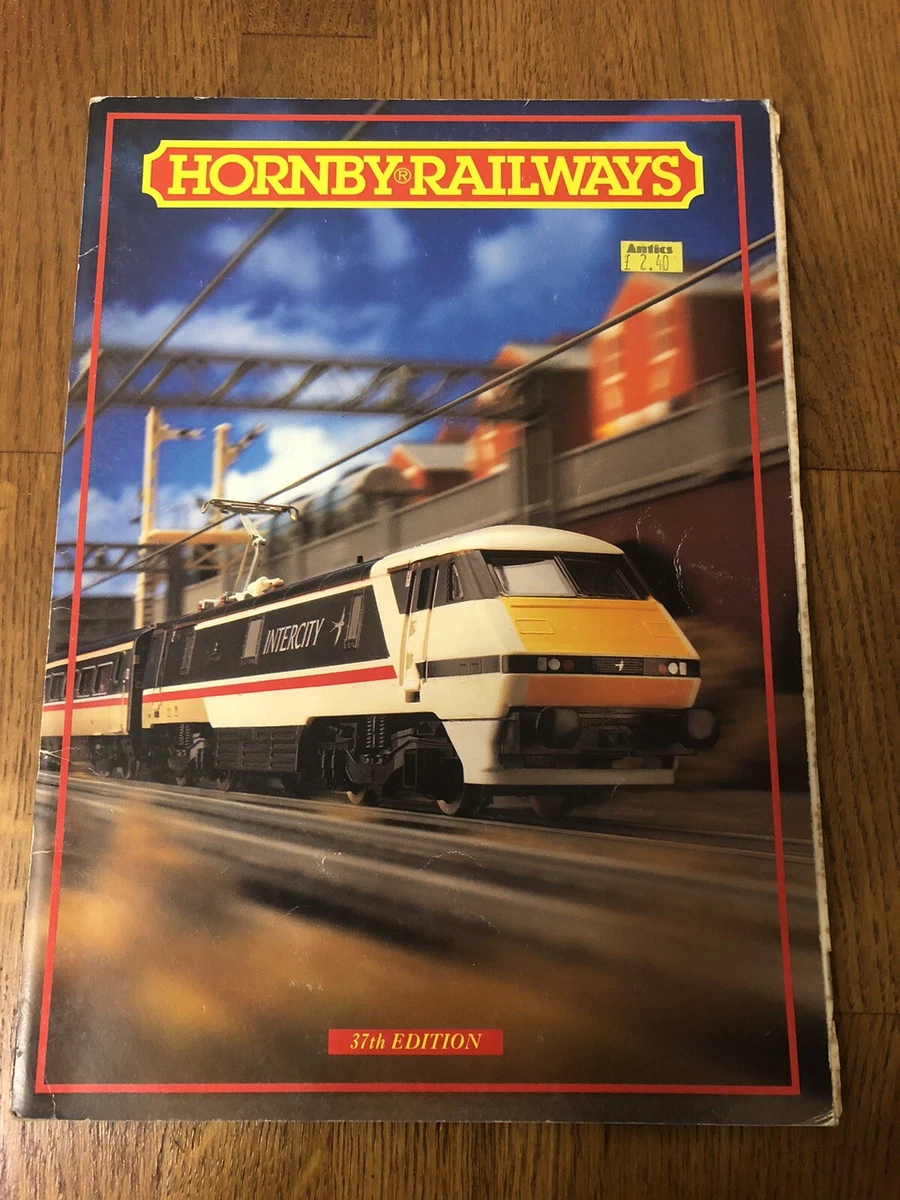 HORNBY®RAILWAYS
Antics
£ 2.40
INTERCITY
37th EDITION